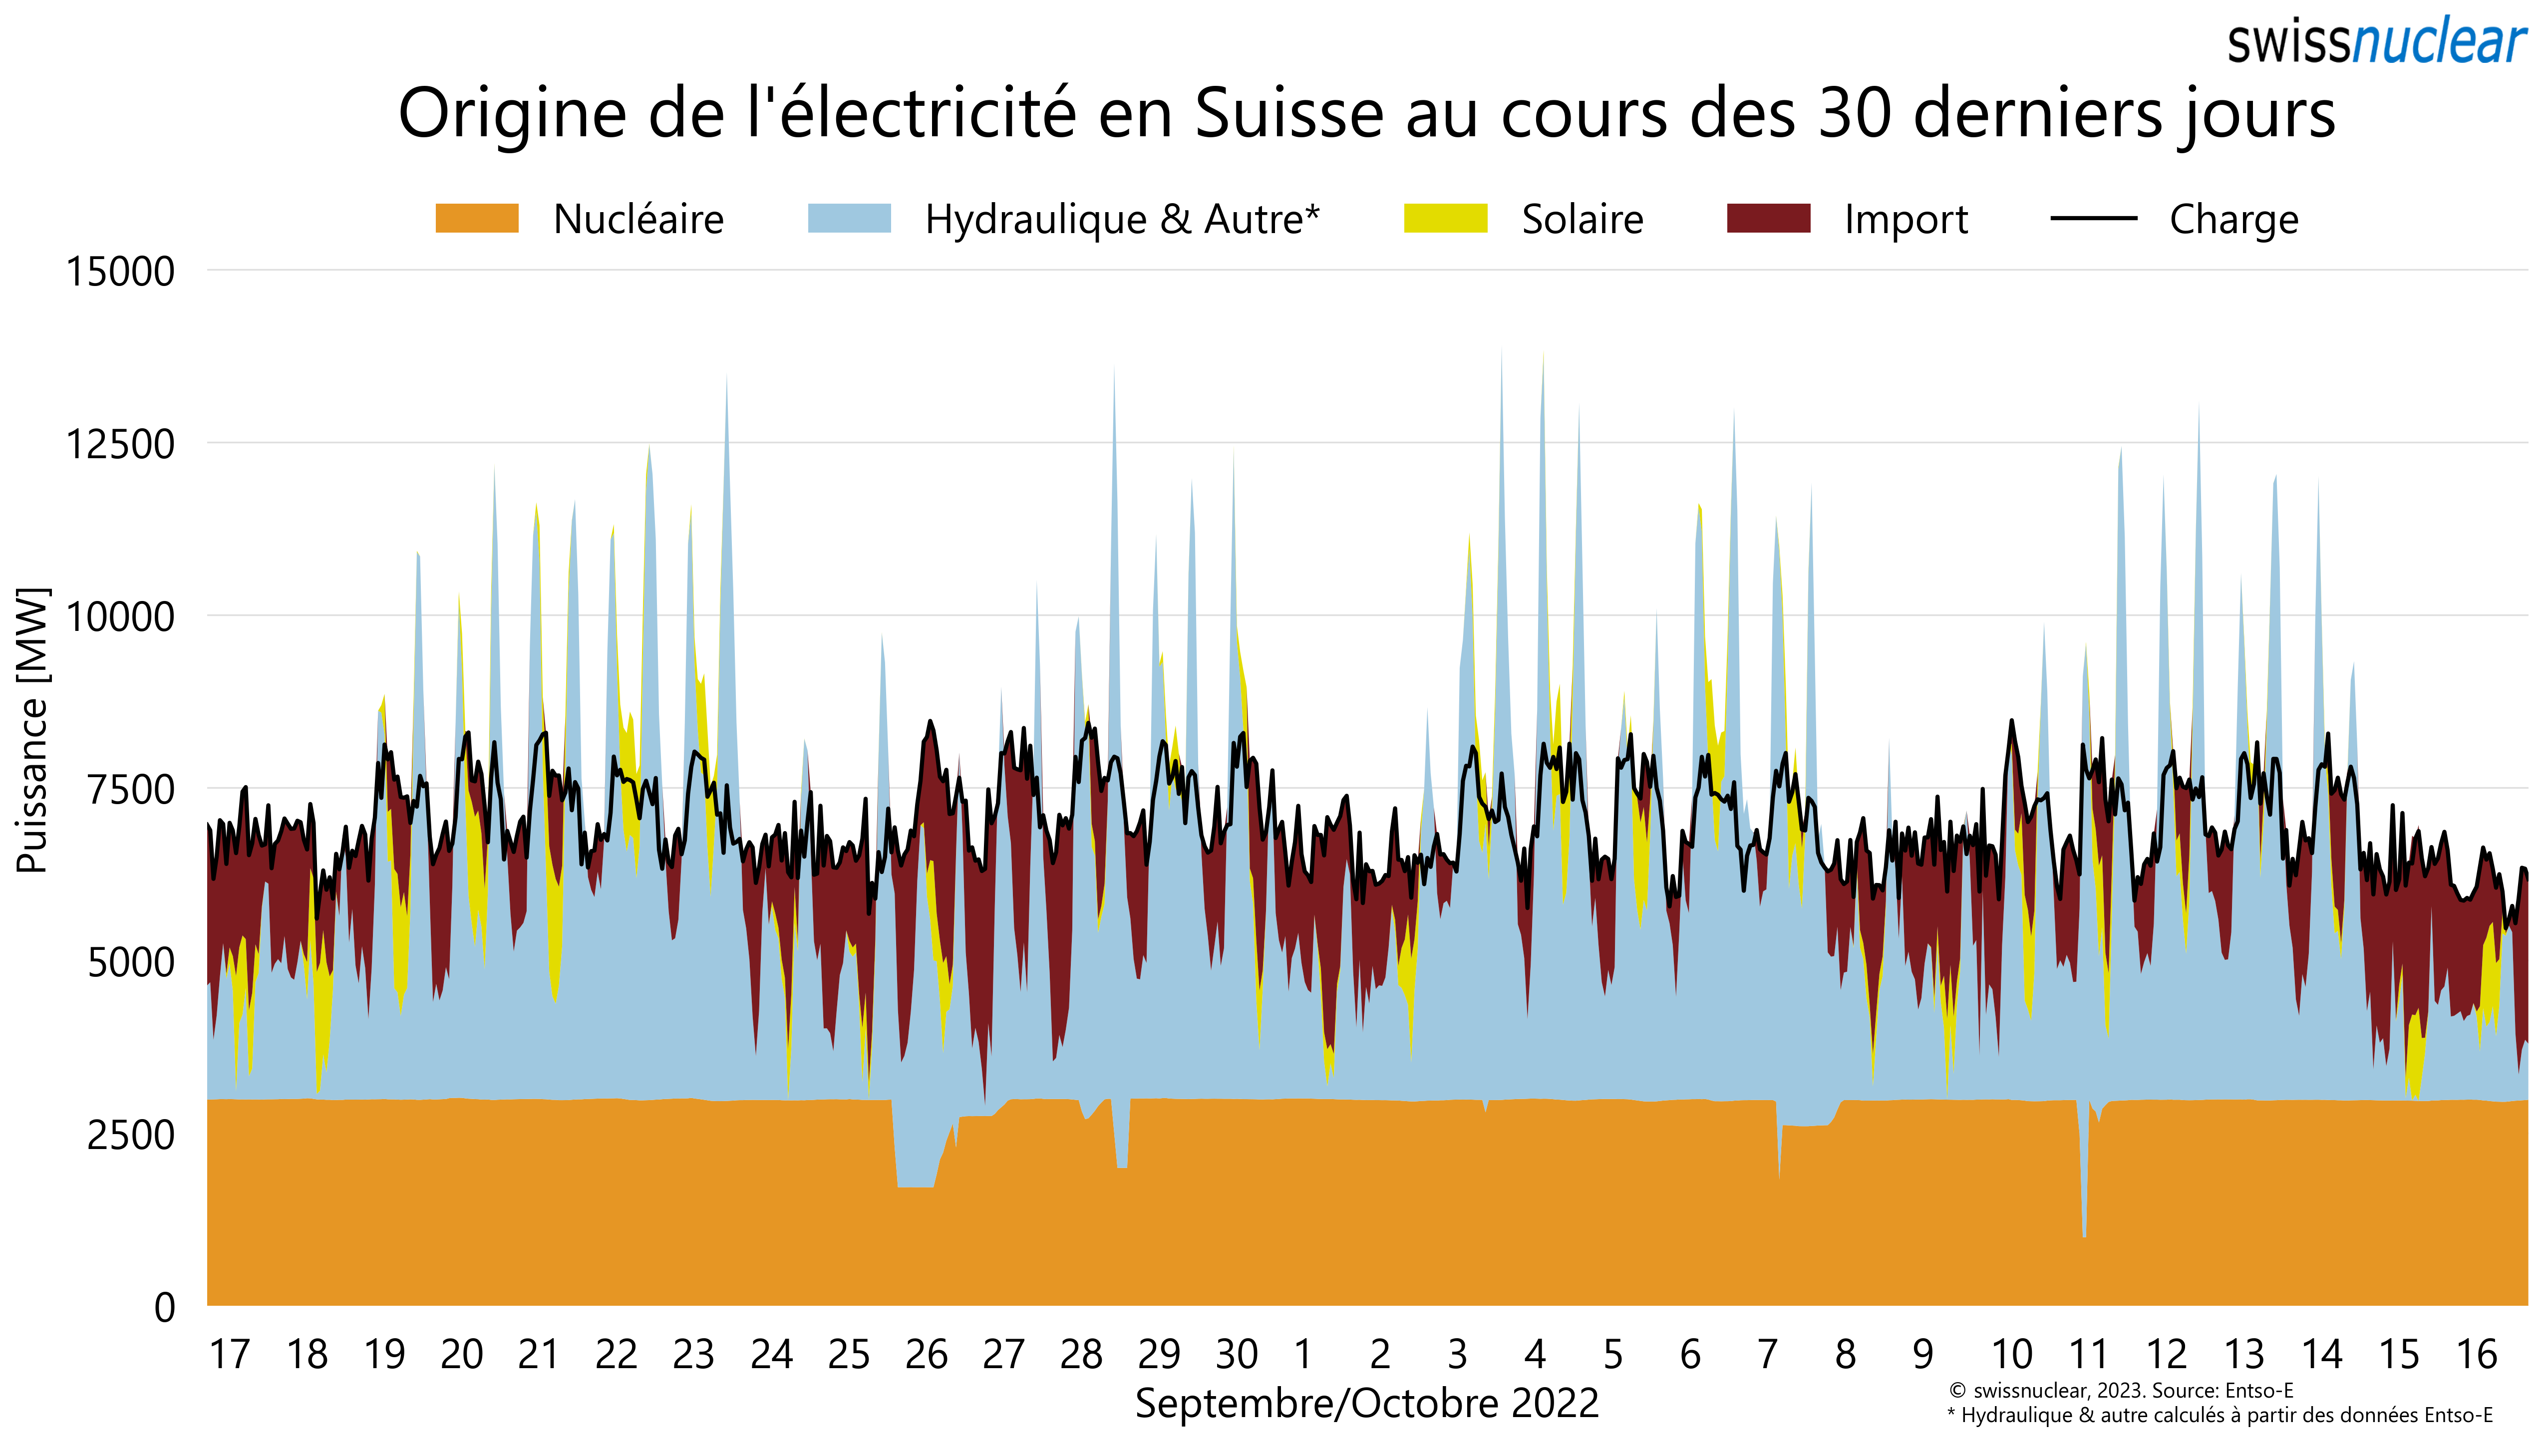 swissnuclear
Origine de l'électricité en Suisse au cours des 30 derniers jours
Nucléaire Hydraulique & Autre* Solaire Import Charge
15000
12500
10000
7500
5000
2500
0
Puissance [MW]
17 18 19 20 21 22 23 24 25 26 27 28 29 30 1 2 3 4 5 6 7 8 9 10 11 12 13 14 15 16
Septembre/Octobre 2022
© swissnuclear, 2023. Source: Entso-E
* Hydraulique & autre calculés à partir des données Entso-E